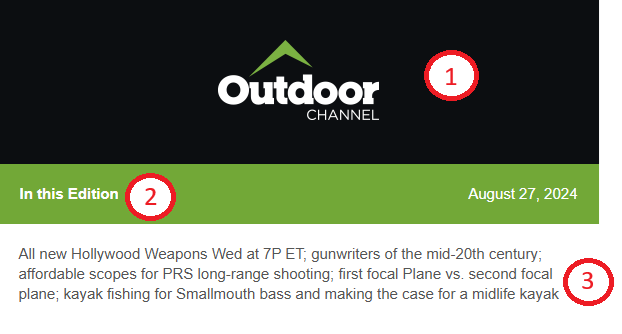 Outdoor
CHANNEL
1
In this Edition
2
August 27, 2024
All new Hollywood Weapons Wed at 7P ET; gunwriters of the mid-20th century;
affordable scopes for PRS long-range shooting; first focal Plane vs. second focal
plane; kayak fishing for Smallmouth bass and making the case for a midlife kayak
3